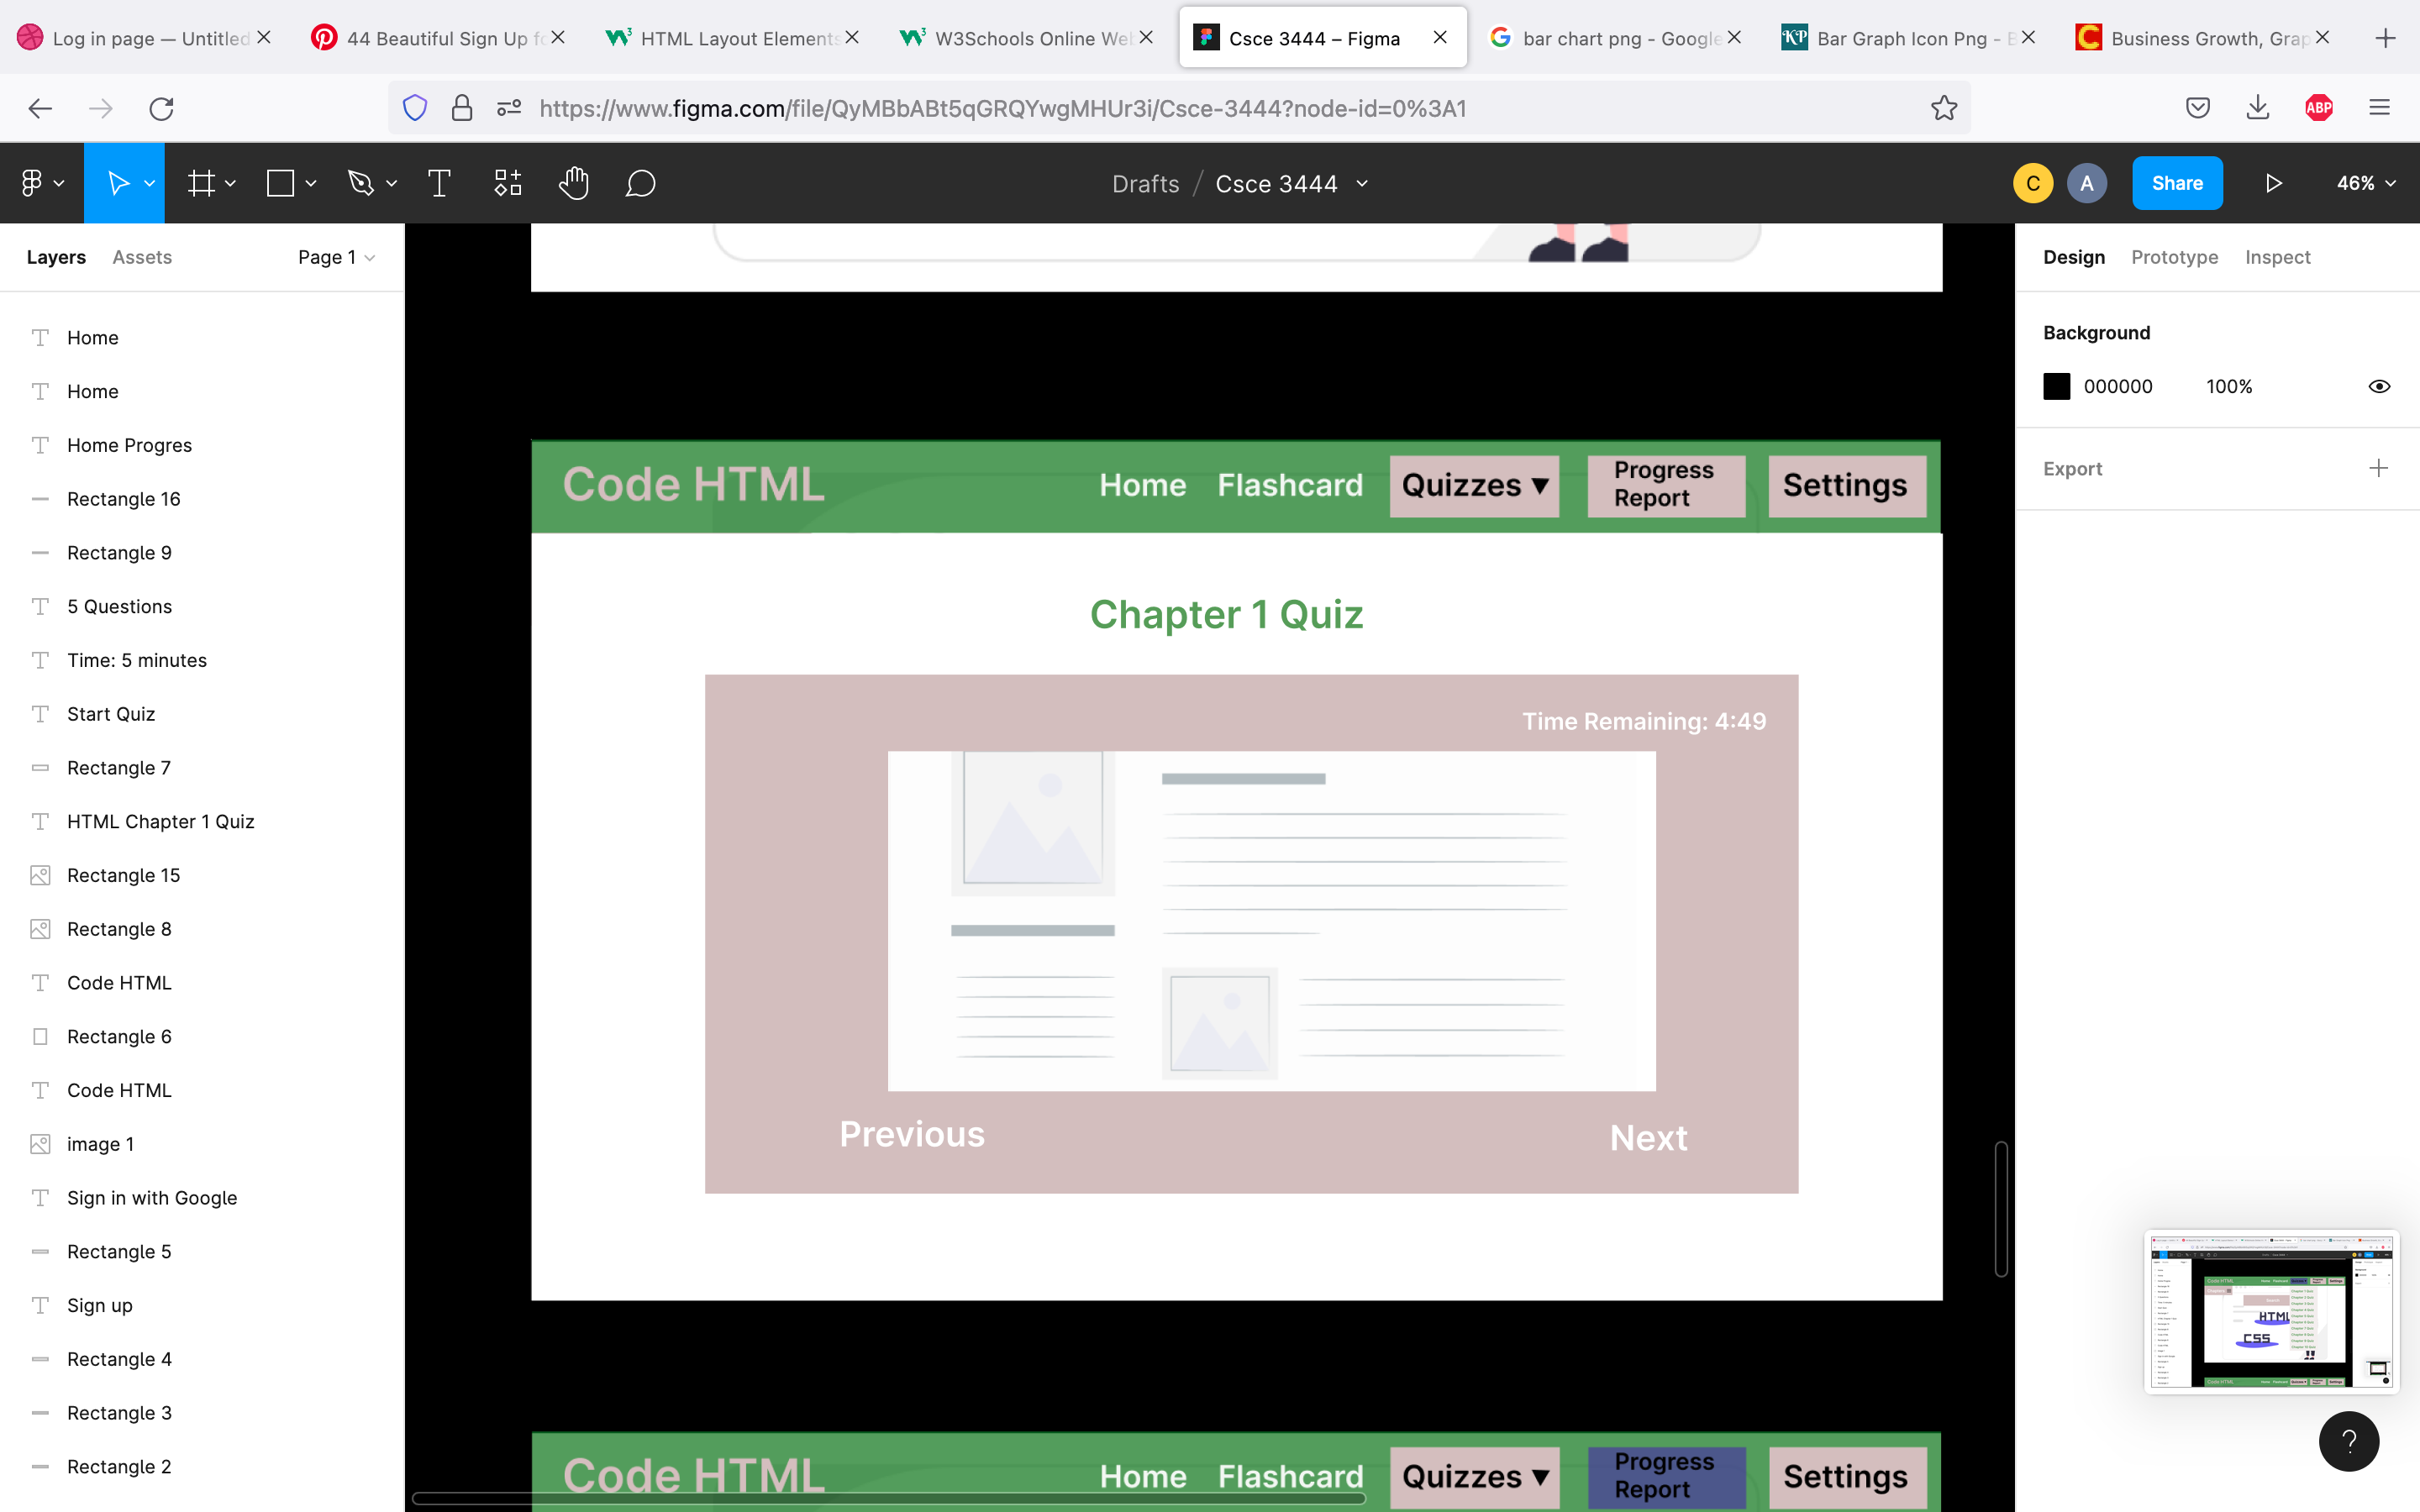 Log in page — Untitled
44 Beautiful Sign Up fo
HTML Layout Elements
W3Schools Online We
Csce 3444 – Figma
bar chart png - Google
Bar Graph Icon Png - B
Business Growth, Grap
https://www.figma.com/file/QyMBbABt5qGRQYwgMHUr3i/Csce-3444?node-id=0%3A1
ABP
Drafts / Csce 3444
C
A
Share
46%
Layers
Assets
Page 1
Home
Home
Home Progres
Rectangle 16
Rectangle 9
5 Questions
Time: 5 minutes
Start Quiz
Rectangle 7
HTML Chapter 1 Quiz
Rectangle 15
Rectangle 8
Code HTML
Rectangle 6
Code HTML
image 1
Sign in with Google
Rectangle 5
Sign up
Rectangle 4
Rectangle 3
Rectangle 2
Code HTML
Home
Flashcard
Quizzes ▼
Progress
Report
Settings
Chapter 1 Quiz
Time Remaining: 4:49
Previous
Next
Code HTML
Home
Flashcard
Quizzes ▼
Progress
Report
Settings
Design
Prototype
Inspect
Background
000000
100%
Export
HTML
CSS
?